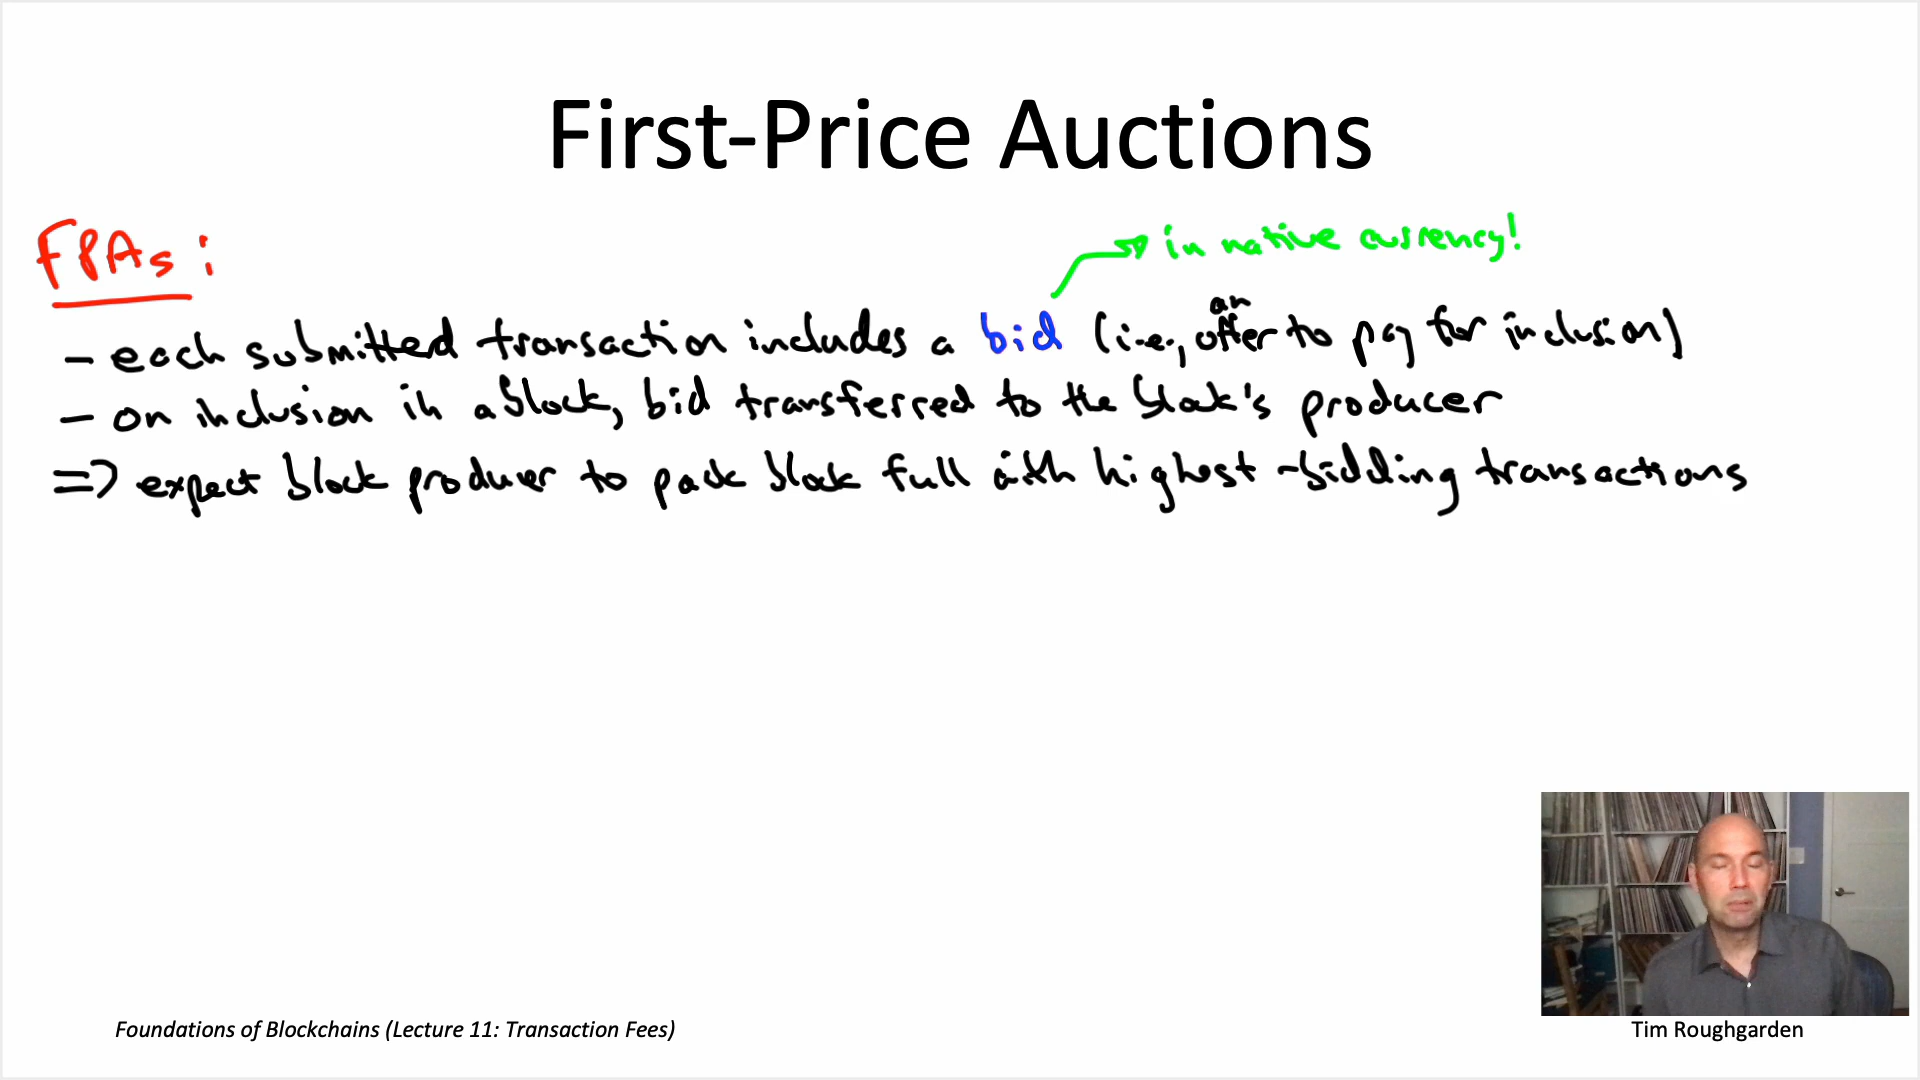 First-Price Auctions
FPAs:
→ in native currency!
- each submitted transaction includes a bid (i.e., an offer to pay for inclusion)
- on inclusion in a block, bid transferred to the block's producer
=> expect block producer to pack block full with highest-bidding transactions
Foundations of Blockchains (Lecture 11: Transaction Fees)
Tim Roughgarden